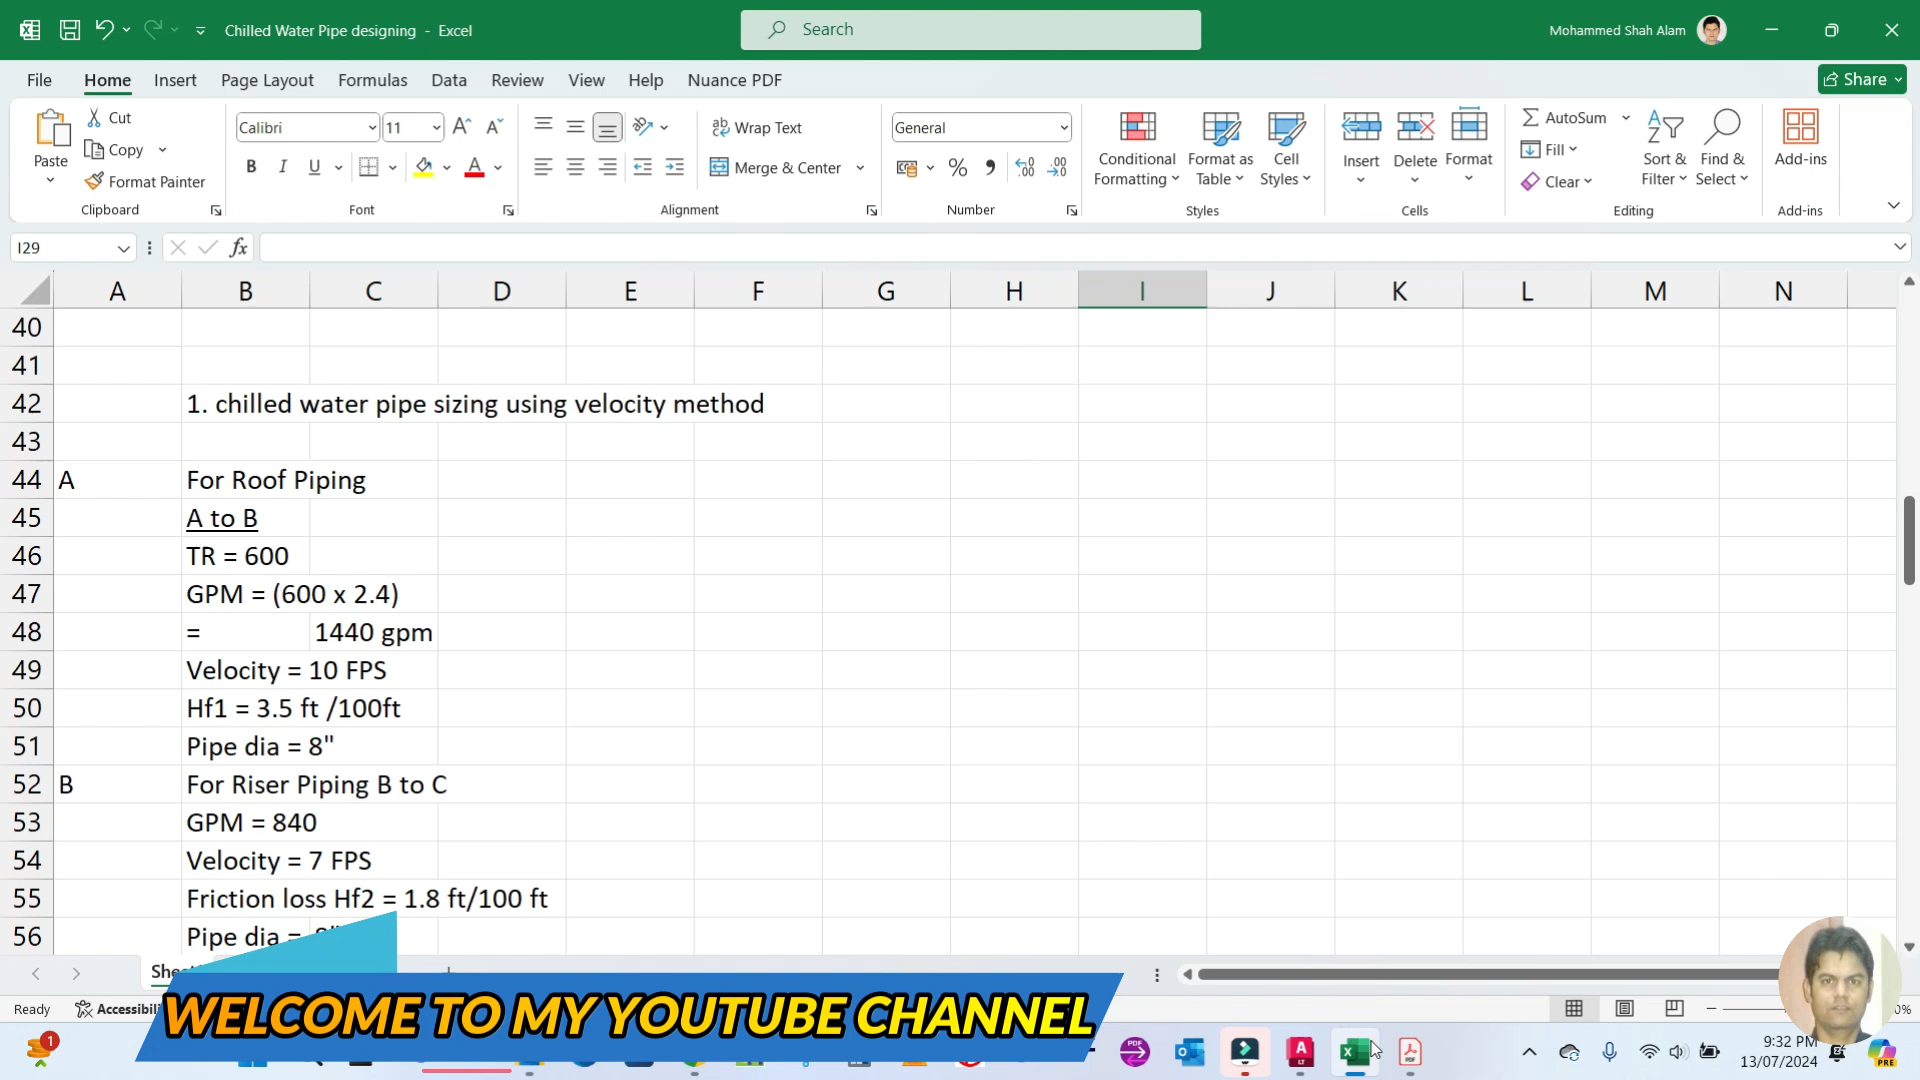 Chilled Water Pipe designing - Excel
Search
Mohammed Shah Alam
File Home Insert Page Layout Formulas Data Review View Help Nuance PDF
Share
Paste
Cut
Copy
Format Painter
Clipboard
Calibri 11
B I U
Font
Wrap Text
Merge & Center
Alignment
General
Number
Conditional Formatting
Format as Table
Cell Styles
Styles
Insert
Delete
Format
Cells
AutoSum
Fill
Clear
Sort & Filter
Find & Select
Editing
Add-ins
Add-ins
I29
fx
A B C D E F G H I J K L M N
40
41
42 1. chilled water pipe sizing using velocity method
43
44 A For Roof Piping
45 A to B
46 TR = 600
47 GPM = (600 x 2.4)
48 = 1440 gpm
49 Velocity = 10 FPS
50 Hf1 = 3.5 ft /100ft
51 Pipe dia = 8"
52 B For Riser Piping B to C
53 GPM = 840
54 Velocity = 7 FPS
55 Friction loss Hf2 = 1.8 ft/100 ft
56 Pipe dia =
Ready
WELCOME TO MY YOUTUBE CHANNEL
1
PDF
9:32 PM
13/07/2024
PRE